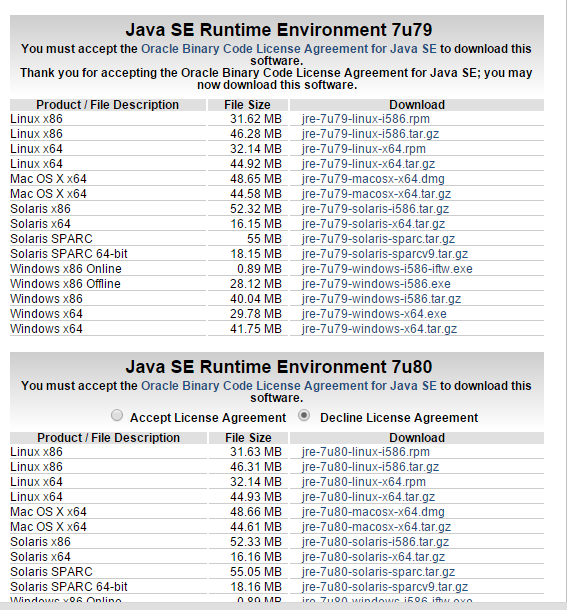 Java SE Runtime Environment 7u79
You must accept the Oracle Binary Code License Agreement for Java SE to download this
software.
Thank you for accepting the Oracle Binary Code License Agreement for Java SE; you may
now download this software.
Product / File Description File Size Download
Linux x86 31.62 MB jre-7u79-linux-i586.rpm
Linux x86 46.28 MB jre-7u79-linux-i586.tar.gz
Linux x64 32.14 MB jre-7u79-linux-x64.rpm
Linux x64 44.92 MB jre-7u79-linux-x64.tar.gz
Mac OS X x64 48.65 MB jre-7u79-macosx-x64.dmg
Mac OS X x64 44.58 MB jre-7u79-macosx-x64.tar.gz
Solaris x86 52.32 MB jre-7u79-solaris-i586.tar.gz
Solaris x64 16.15 MB jre-7u79-solaris-x64.tar.gz
Solaris SPARC 55 MB jre-7u79-solaris-sparc.tar.gz
Solaris SPARC 64-bit 18.15 MB jre-7u79-solaris-sparcv9.tar.gz
Windows x86 Online 0.89 MB jre-7u79-windows-i586-iftw.exe
Windows x86 Offline 28.12 MB jre-7u79-windows-i586.exe
Windows x86 40.04 MB jre-7u79-windows-i586.tar.gz
Windows x64 29.78 MB jre-7u79-windows-x64.exe
Windows x64 41.75 MB jre-7u79-windows-x64.tar.gz
Java SE Runtime Environment 7u80
You must accept the Oracle Binary Code License Agreement for Java SE to download this
software.
Accept License Agreement Decline License Agreement
Product / File Description File Size Download
Linux x86 31.63 MB jre-7u80-linux-i586.rpm
Linux x86 46.31 MB jre-7u80-linux-i586.tar.gz
Linux x64 32.14 MB jre-7u80-linux-x64.rpm
Linux x64 44.93 MB jre-7u80-linux-x64.tar.gz
Mac OS X x64 48.66 MB jre-7u80-macosx-x64.dmg
Mac OS X x64 44.61 MB jre-7u80-macosx-x64.tar.gz
Solaris x86 52.33 MB jre-7u80-solaris-i586.tar.gz
Solaris x64 16.16 MB jre-7u80-solaris-x64.tar.gz
Solaris SPARC 55.05 MB jre-7u80-solaris-sparc.tar.gz
Solaris SPARC 64-bit 18.16 MB jre-7u80-solaris-sparcv9.tar.gz
Windows x86 Online 0.89 MB jre-7u80-windows-i586-iftw.exe